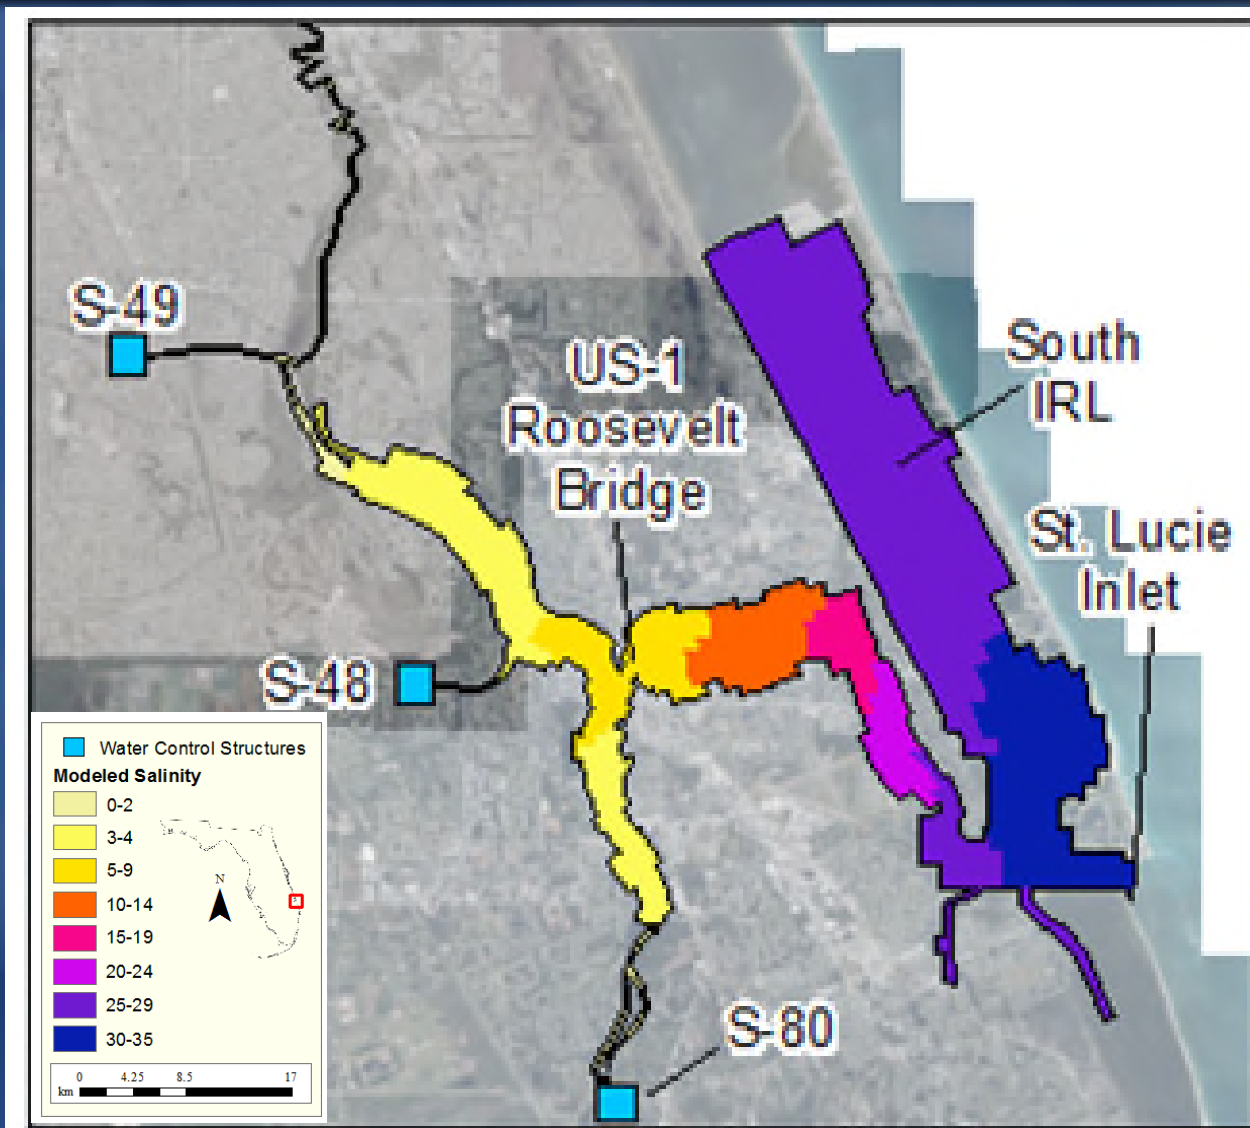 S-49
US-1
Roosevelt
Bridge
South
IRL
St. Lucie
Inlet
S-48
S-80
Water Control Structures
Modeled Salinity
0-2
3-4
5-9
10-14
15-19
20-24
25-29
30-35
N
0 4.25 8.5 17
km